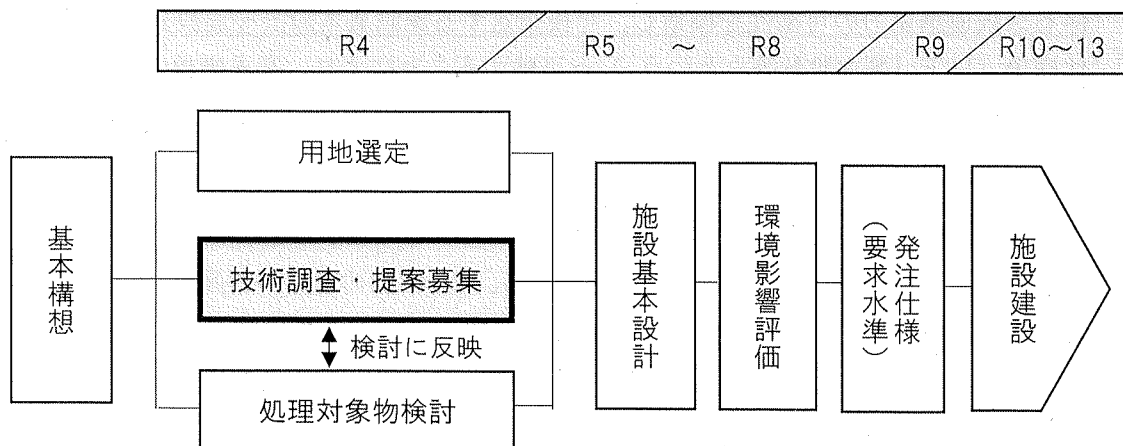 R4
R5 ～ R8
R9
R10～13
基本構想
用地選定
技術調査・提案募集
検討に反映
処理対象物検討
施設基本設計
環境影響評価
発注仕様
（要求水準）
施設建設